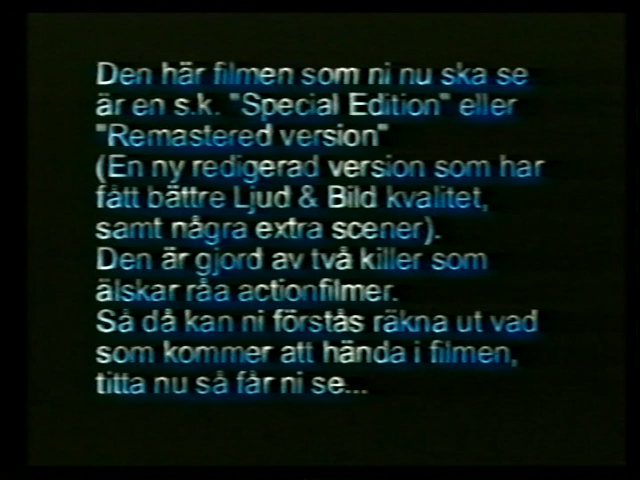 Den här filmen som ni nu ska se
är en s.k. "Special Edition" eller
"Remastered version"
(En ny redigerad version som har
fått bättre Ljud & Bild kvalitet,
samt några extra scener).
Den är gjord av två killer som
älskar råa actionfilmer.
Så då kan ni förstås räkna ut vad
som kommer att hända i filmen,
titta nu så får ni se...